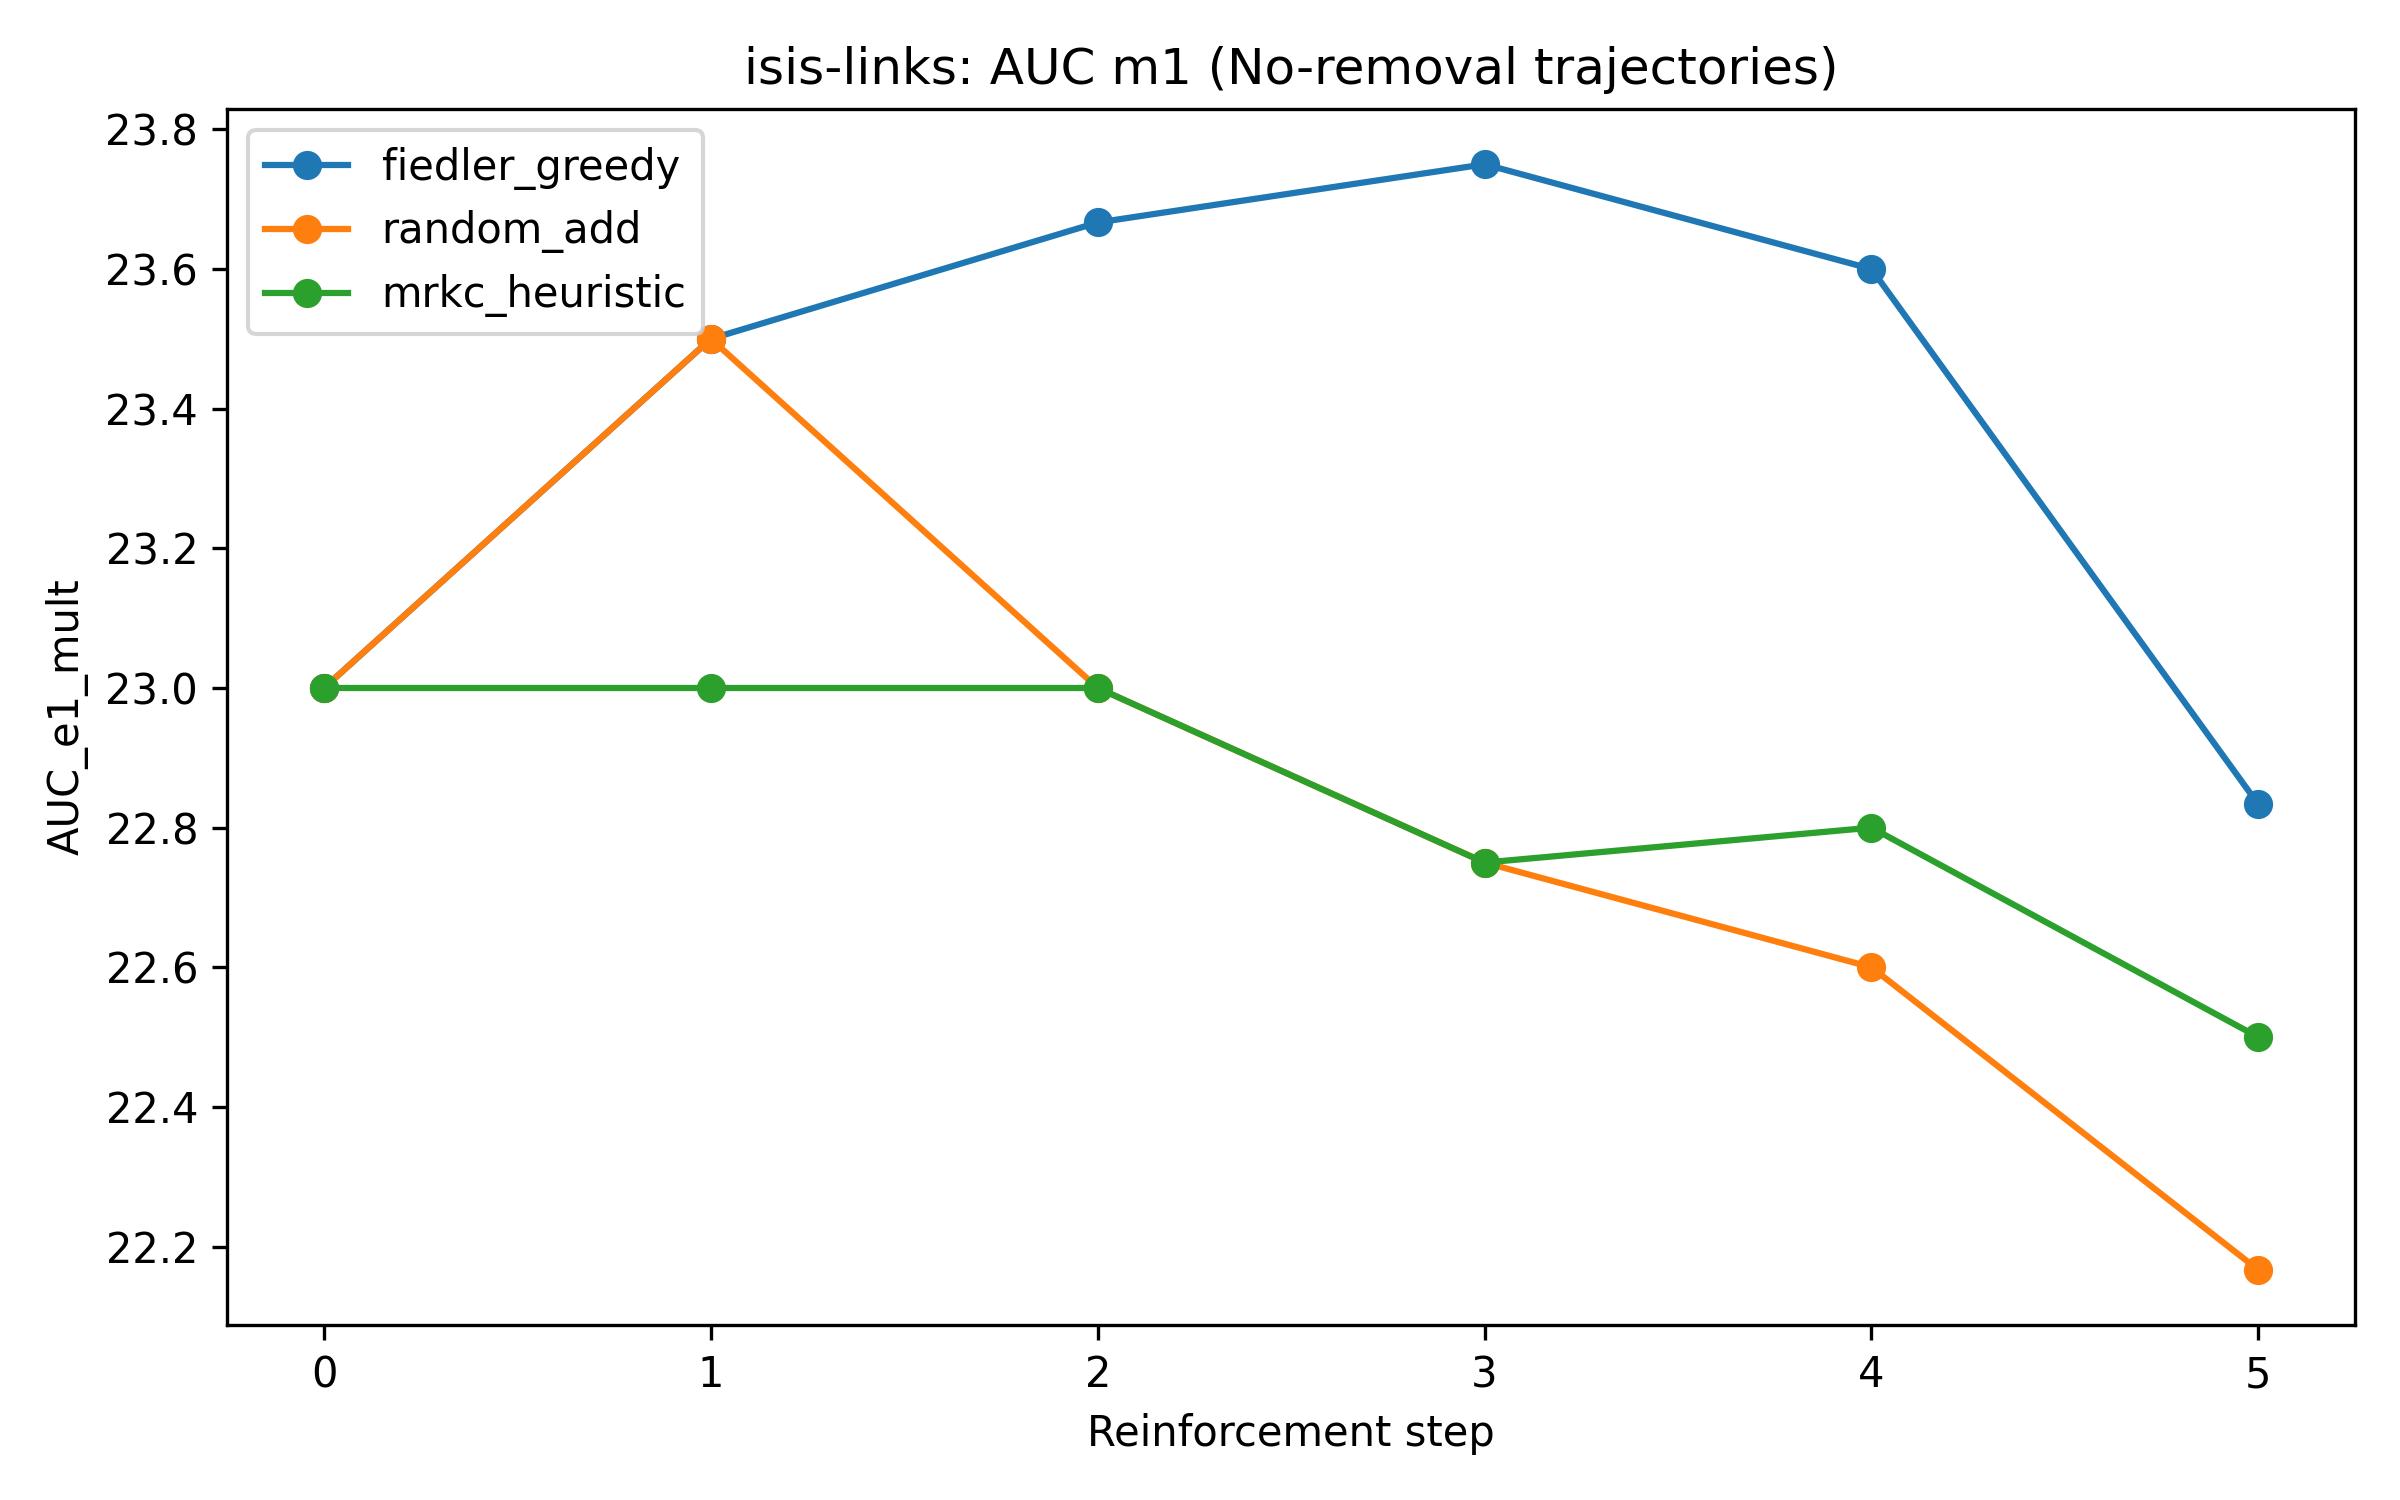 isis-links: AUC m1 (No-removal trajectories)
fiedler_greedy
random_add
mrkc_heuristic
AUC_e1_mult
23.8
23.6
23.4
23.2
23.0
22.8
22.6
22.4
22.2
0 1 2 3 4 5
Reinforcement step